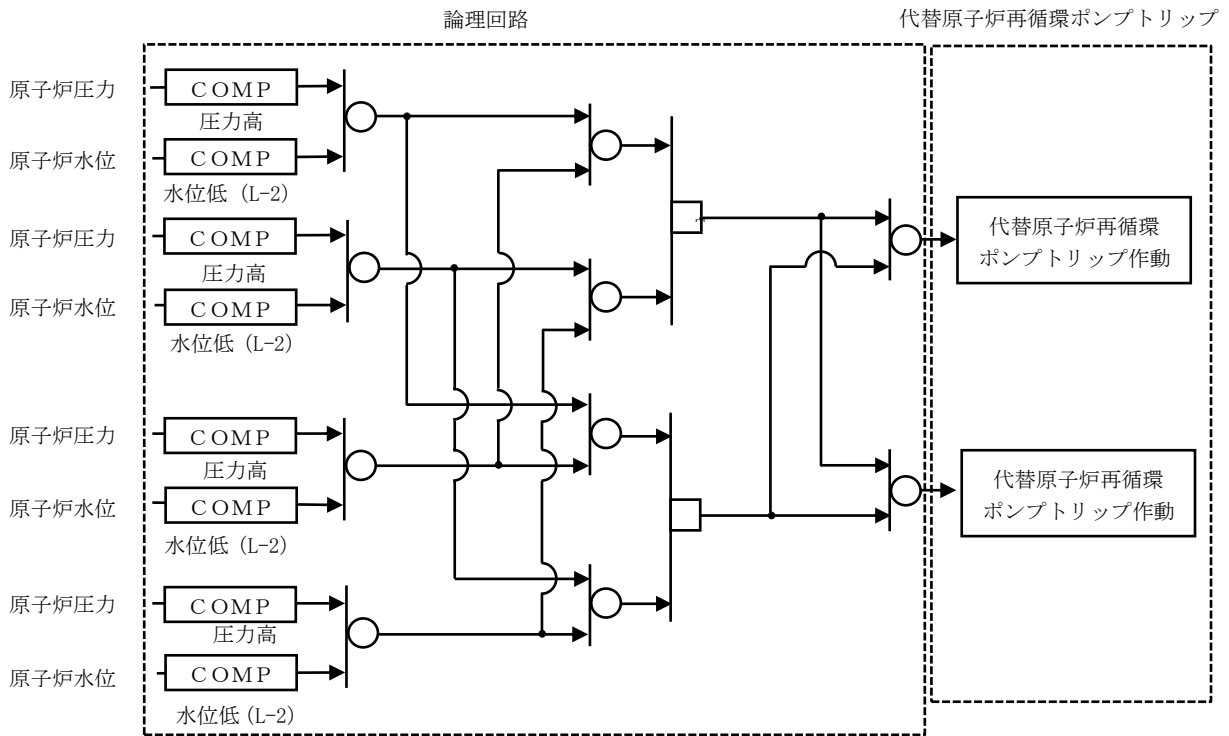 論理回路
代替原子炉再循環ポンプトリップ
原子炉圧力
ＣＯＭＰ
圧力高
原子炉水位
ＣＯＭＰ
水位低 (L-2)
原子炉圧力
ＣＯＭＰ
圧力高
原子炉水位
ＣＯＭＰ
水位低 (L-2)
代替原子炉再循環
ポンプトリップ作動
原子炉圧力
ＣＯＭＰ
圧力高
原子炉水位
ＣＯＭＰ
水位低 (L-2)
代替原子炉再循環
ポンプトリップ作動
原子炉圧力
ＣＯＭＰ
圧力高
原子炉水位
ＣＯＭＰ
水位低 (L-2)